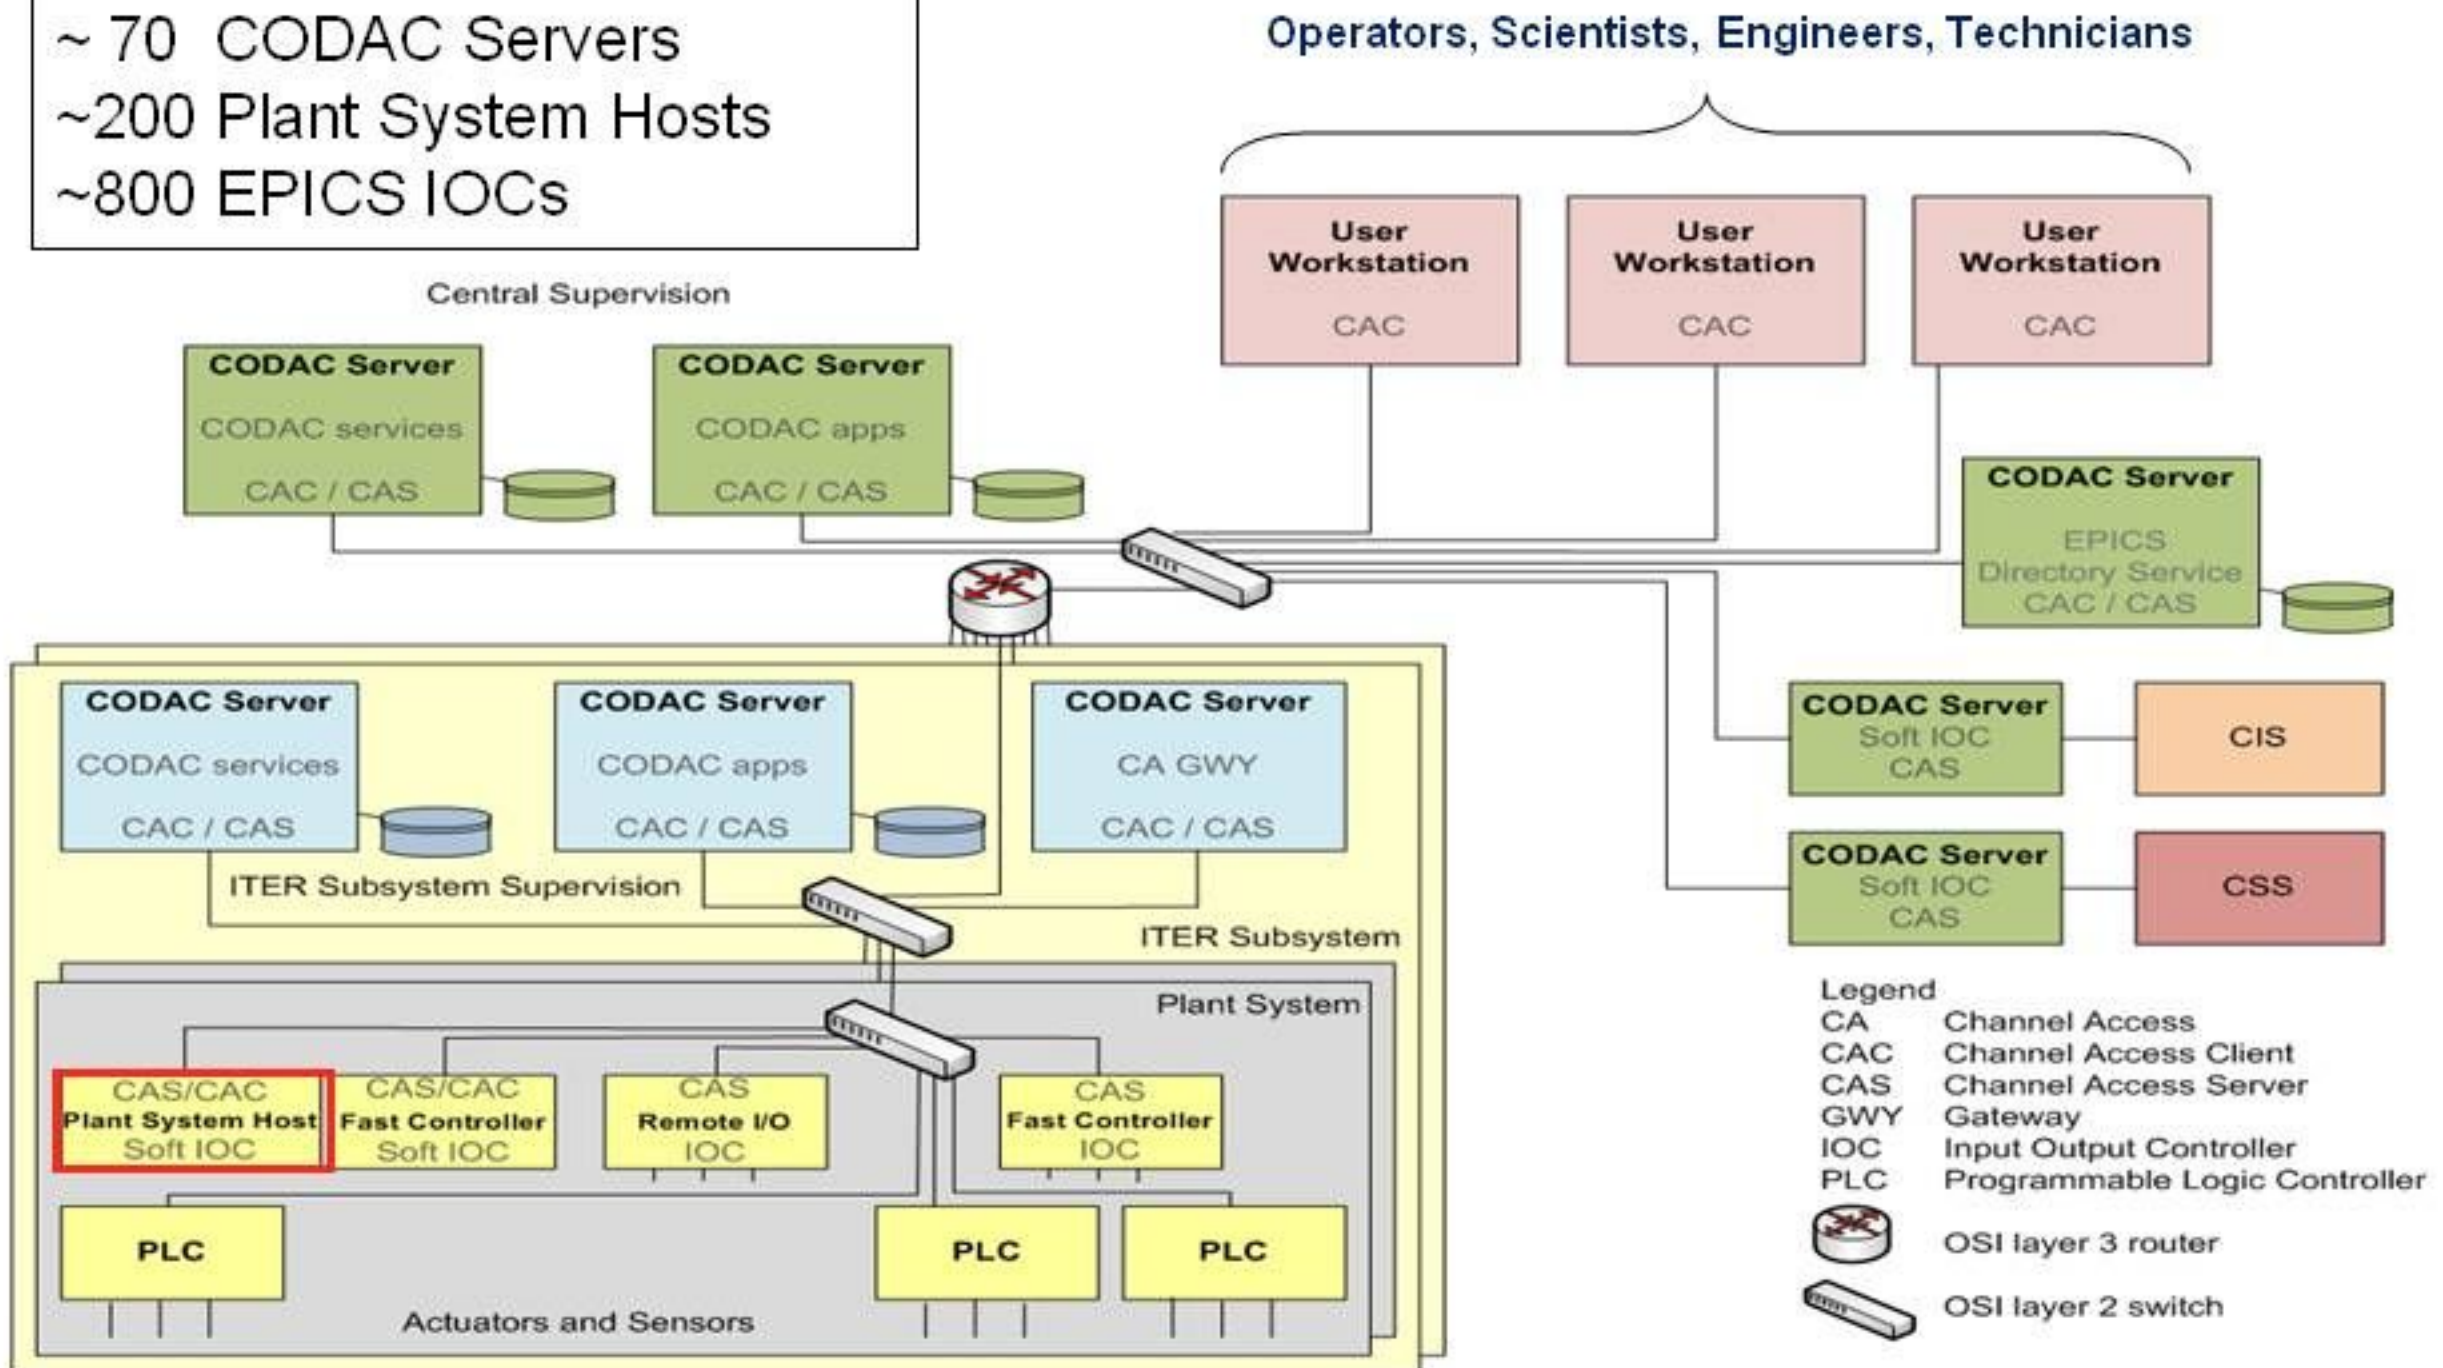 ~ 70 CODAC Servers
~200 Plant System Hosts
~800 EPICS IOCs
Operators, Scientists, Engineers, Technicians
User
Workstation
CAC
User
Workstation
CAC
User
Workstation
CAC
Central Supervision
CODAC Server
CODAC services
CAC / CAS
CODAC Server
CODAC apps
CAC / CAS
CODAC Server
EPICS
Directory Service
CAC / CAS
CODAC Server
CODAC services
CAC / CAS
CODAC Server
CODAC apps
CAC / CAS
CODAC Server
CA GWY
CAC / CAS
CODAC Server
Soft IOC
CAS
CIS
CODAC Server
Soft IOC
CAS
CSS
ITER Subsystem Supervision
ITER Subsystem
Plant System
CAS/CAC
Plant System Host
Soft IOC
CAS/CAC
Fast Controller
Soft IOC
CAS
Remote I/O
IOC
CAS
Fast Controller
IOC
PLC
PLC
PLC
Actuators and Sensors
Legend
CA Channel Access
CAC Channel Access Client
CAS Channel Access Server
GWY Gateway
IOC Input Output Controller
PLC Programmable Logic Controller
OSI layer 3 router
OSI layer 2 switch